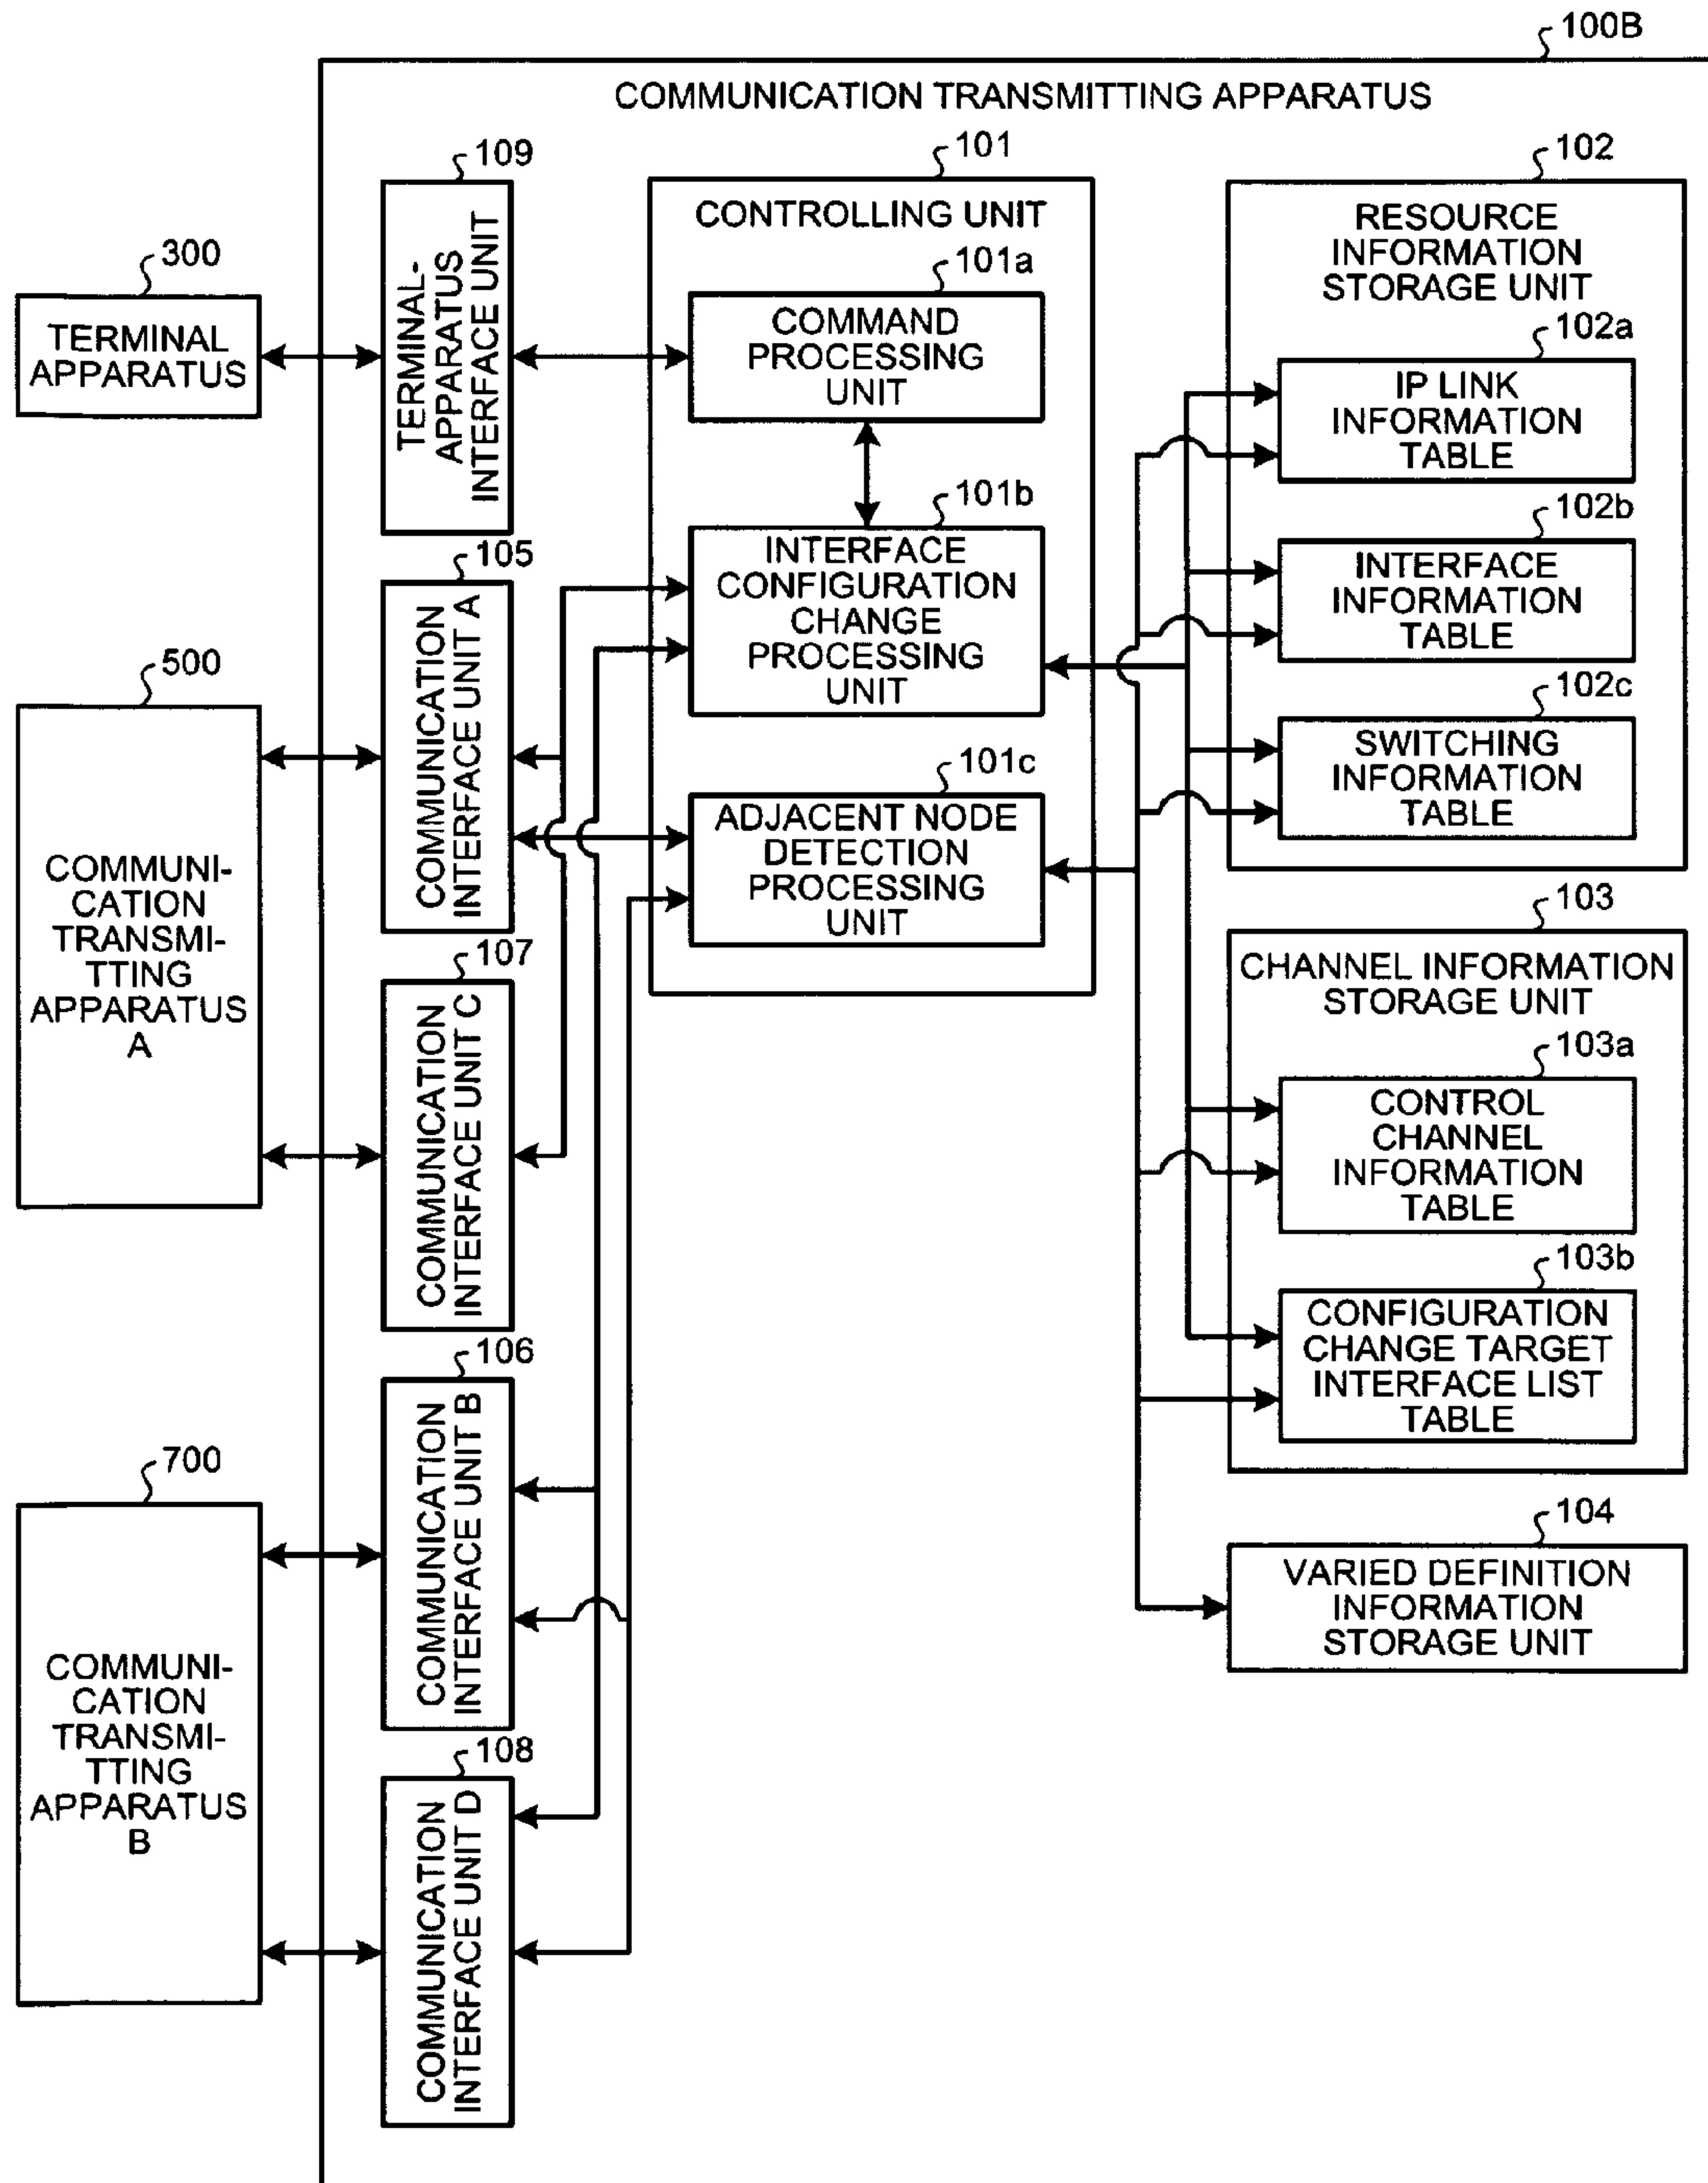 100B
COMMUNICATION TRANSMITTING APPARATUS
300
TERMINAL
APPARATUS
109
TERMINAL-
APPARATUS
INTERFACE UNIT
101
CONTROLLING UNIT
101a
COMMAND
PROCESSING
UNIT
101b
INTERFACE
CONFIGURATION
CHANGE
PROCESSING
UNIT
101c
ADJACENT NODE
DETECTION
PROCESSING
UNIT
102
RESOURCE
INFORMATION
STORAGE UNIT
102a
IP LINK
INFORMATION
TABLE
102b
INTERFACE
INFORMATION
TABLE
102c
SWITCHING
INFORMATION
TABLE
103
CHANNEL INFORMATION
STORAGE UNIT
103a
CONTROL
CHANNEL
INFORMATION
TABLE
103b
CONFIGURATION
CHANGE TARGET
INTERFACE LIST
TABLE
104
VARIED DEFINITION
INFORMATION
STORAGE UNIT
500
COMMUNI-
CATION
TRANSMI-
TTING
APPARATUS
A
105
COMMUNICATION
INTERFACE UNIT A
107
COMMUNICATION
INTERFACE UNIT C
700
COMMUNI-
CATION
TRANSMI-
TTING
APPARATUS
B
106
COMMUNICATION
INTERFACE UNIT B
108
COMMUNICATION
INTERFACE UNIT D